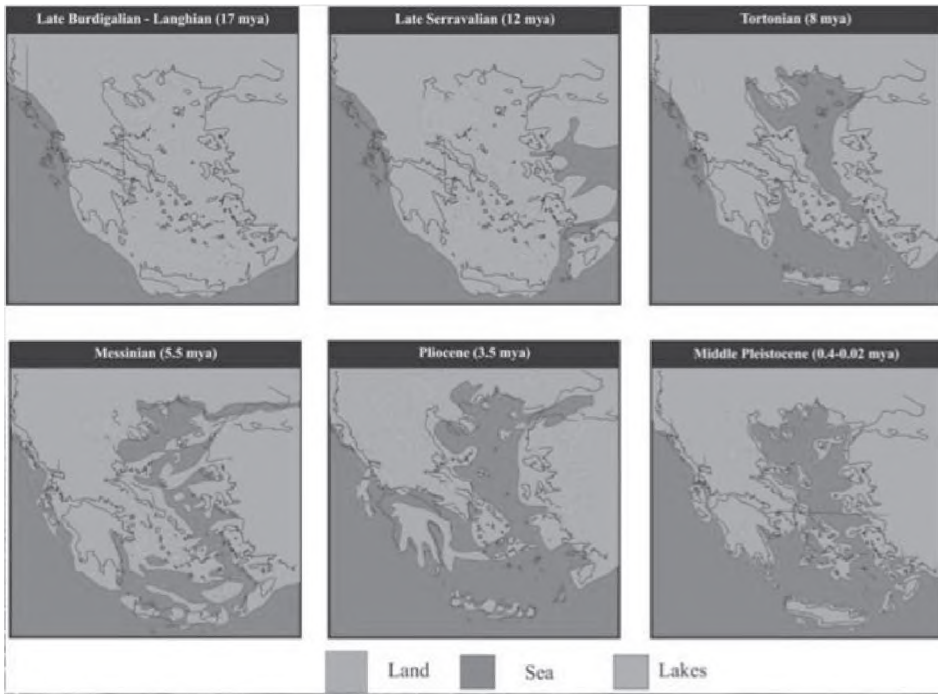 Late Burdigalian - Langhian (17 mya)
Late Serravalian (12 mya)
Tortonian (8 mya)
Messinian (5.5 mya)
Pliocene (3.5 mya)
Middle Pleistocene (0.4-0.02 mya)
Land
Sea
Lakes